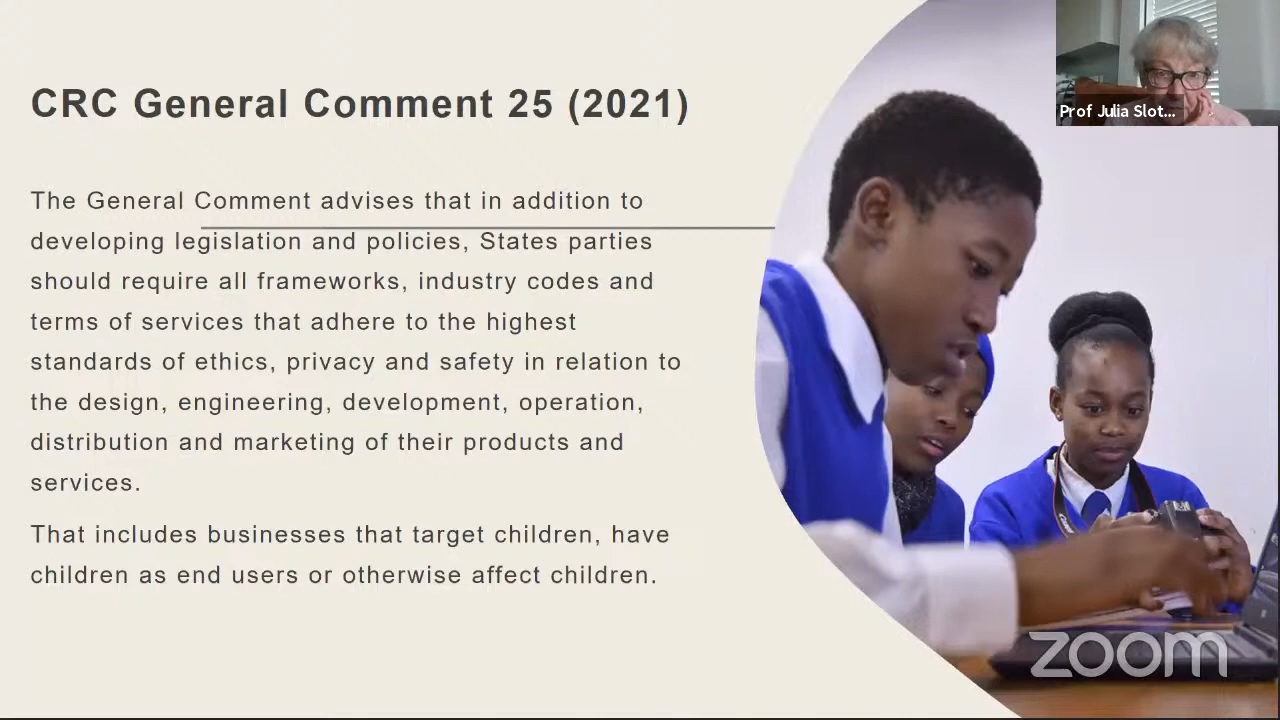 CRC General Comment 25 (2021)
The General Comment advises that in addition to
developing legislation and policies, States parties
should require all frameworks, industry codes and
terms of services that adhere to the highest
standards of ethics, privacy and safety in relation to
the design, engineering, development, operation,
distribution and marketing of their products and
services.
That includes businesses that target children, have
children as end users or otherwise affect children.
Prof Julia Slot...
zoom